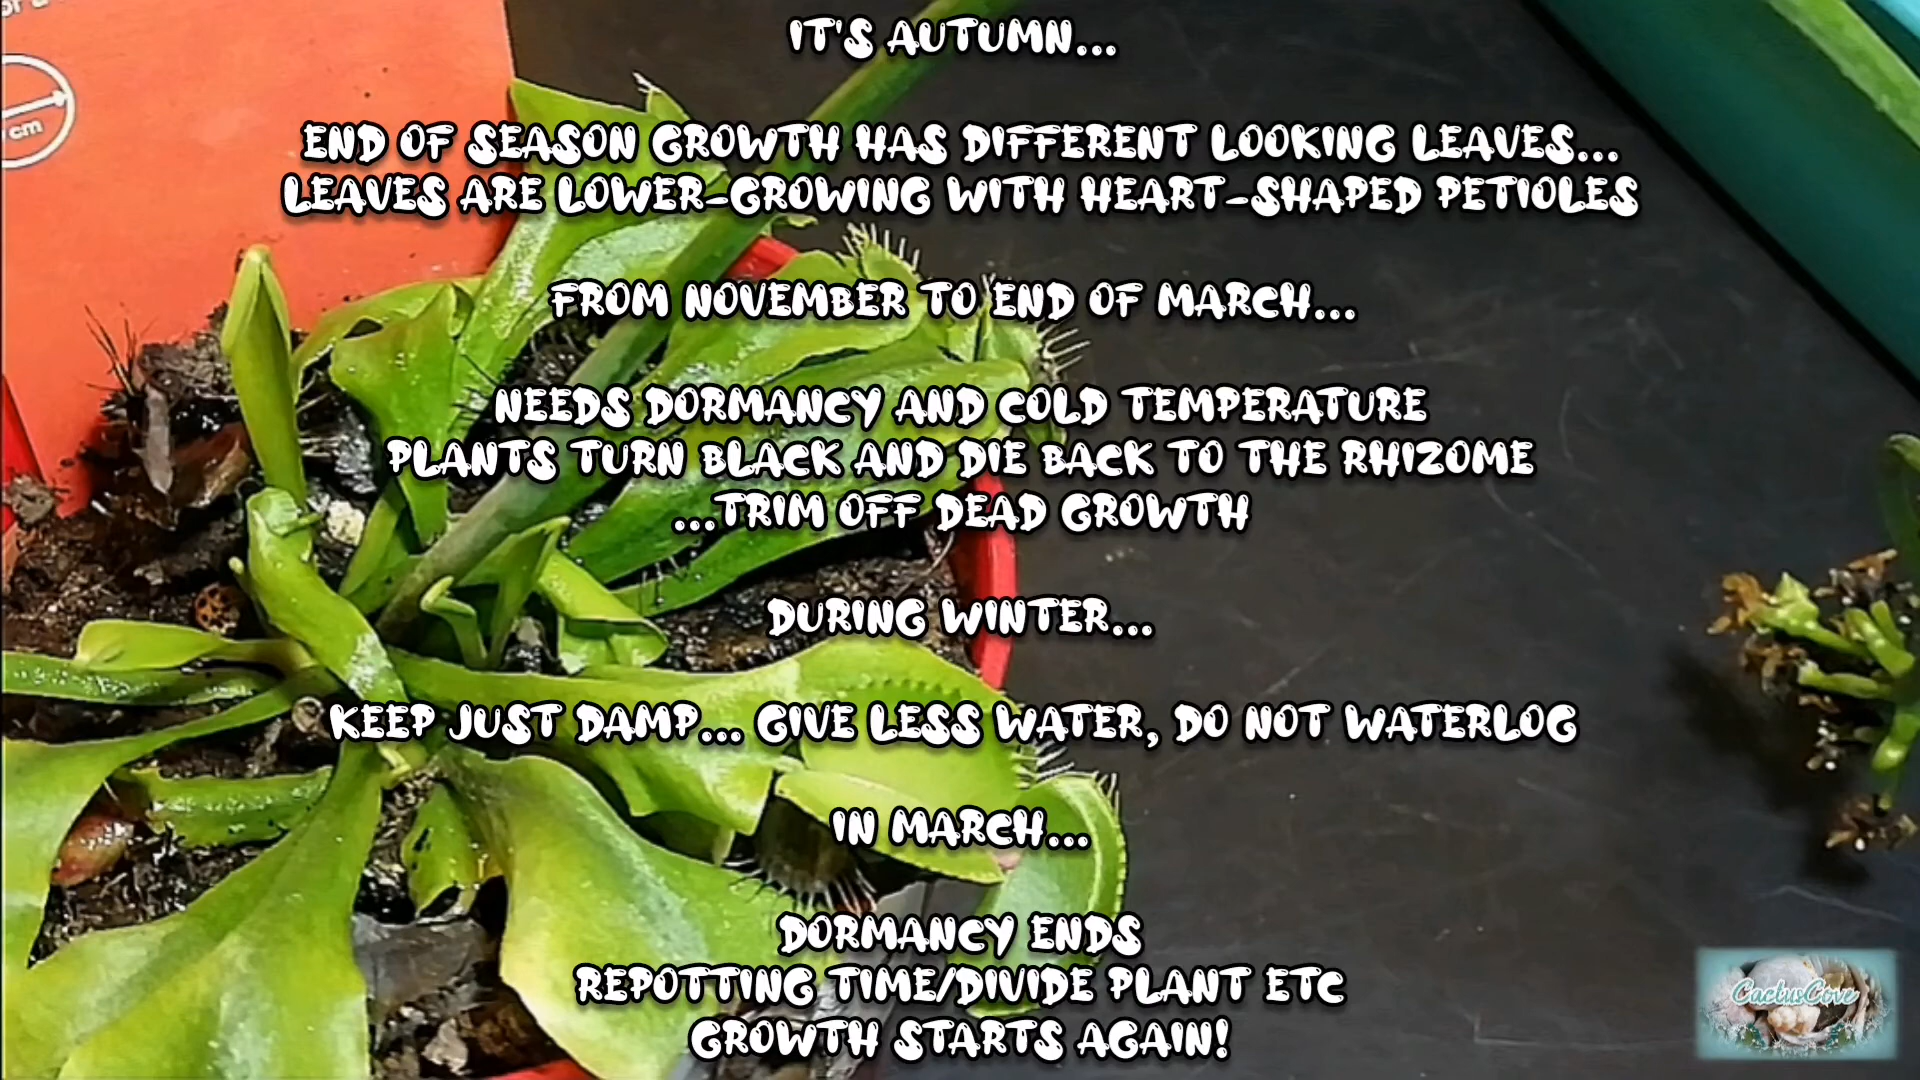 IT'S AUTUMN...
END OF SEASON GROWTH HAS DIFFERENT LOOKING LEAVES...
LEAVES ARE LOWER-GROWING WITH HEART-SHAPED PETIOLES
FROM NOVEMBER TO END OF MARCH...
NEEDS DORMANCY AND COLD TEMPERATURE
PLANTS TURN BLACK AND DIE BACK TO THE RHIZOME
...TRIM OFF DEAD GROWTH
DURING WINTER...
KEEP JUST DAMP... GIVE LESS WATER, DO NOT WATERLOG
IN MARCH...
DORMANCY ENDS
REPOTTING TIME/DIVIDE PLANT ETC
GROWTH STARTS AGAIN!
cm
CactusCove